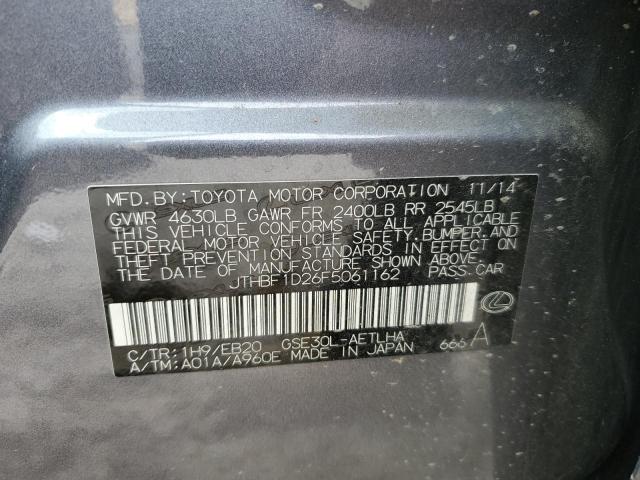 MFD. BY: TOYOTA MOTOR CORPORATION 11/14
GVWR 4630LB GAWR FR 2400LB RR 2545LB
THIS VEHICLE CONFORMS TO ALL APPLICABLE
FEDERAL MOTOR VEHICLE SAFETY, BUMPER, AND
THEFT PREVENTION STANDARDS IN EFFECT ON
THE DATE OF MANUFACTURE SHOWN ABOVE.
JTHBF1D26F5031162 PASS. CAR
C/TR: 1H9/EB20 GSE30L-AETLHA
A/TM: A01A/A960E MADE IN JAPAN 666 A